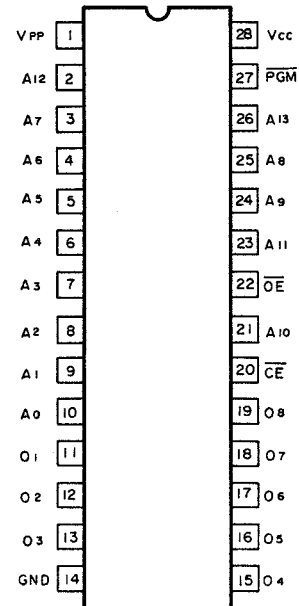 VPP 1 28 VCC
A12 2 27 PGM
A7 3 26 A13
A6 4 25 A8
A5 5 24 A9
A4 6 23 A11
A3 7 22 OE
A2 8 21 A10
A1 9 20 CE
A0 10 19 O8
O1 11 18 O7
O2 12 17 O6
O3 13 16 O5
GND 14 15 O4